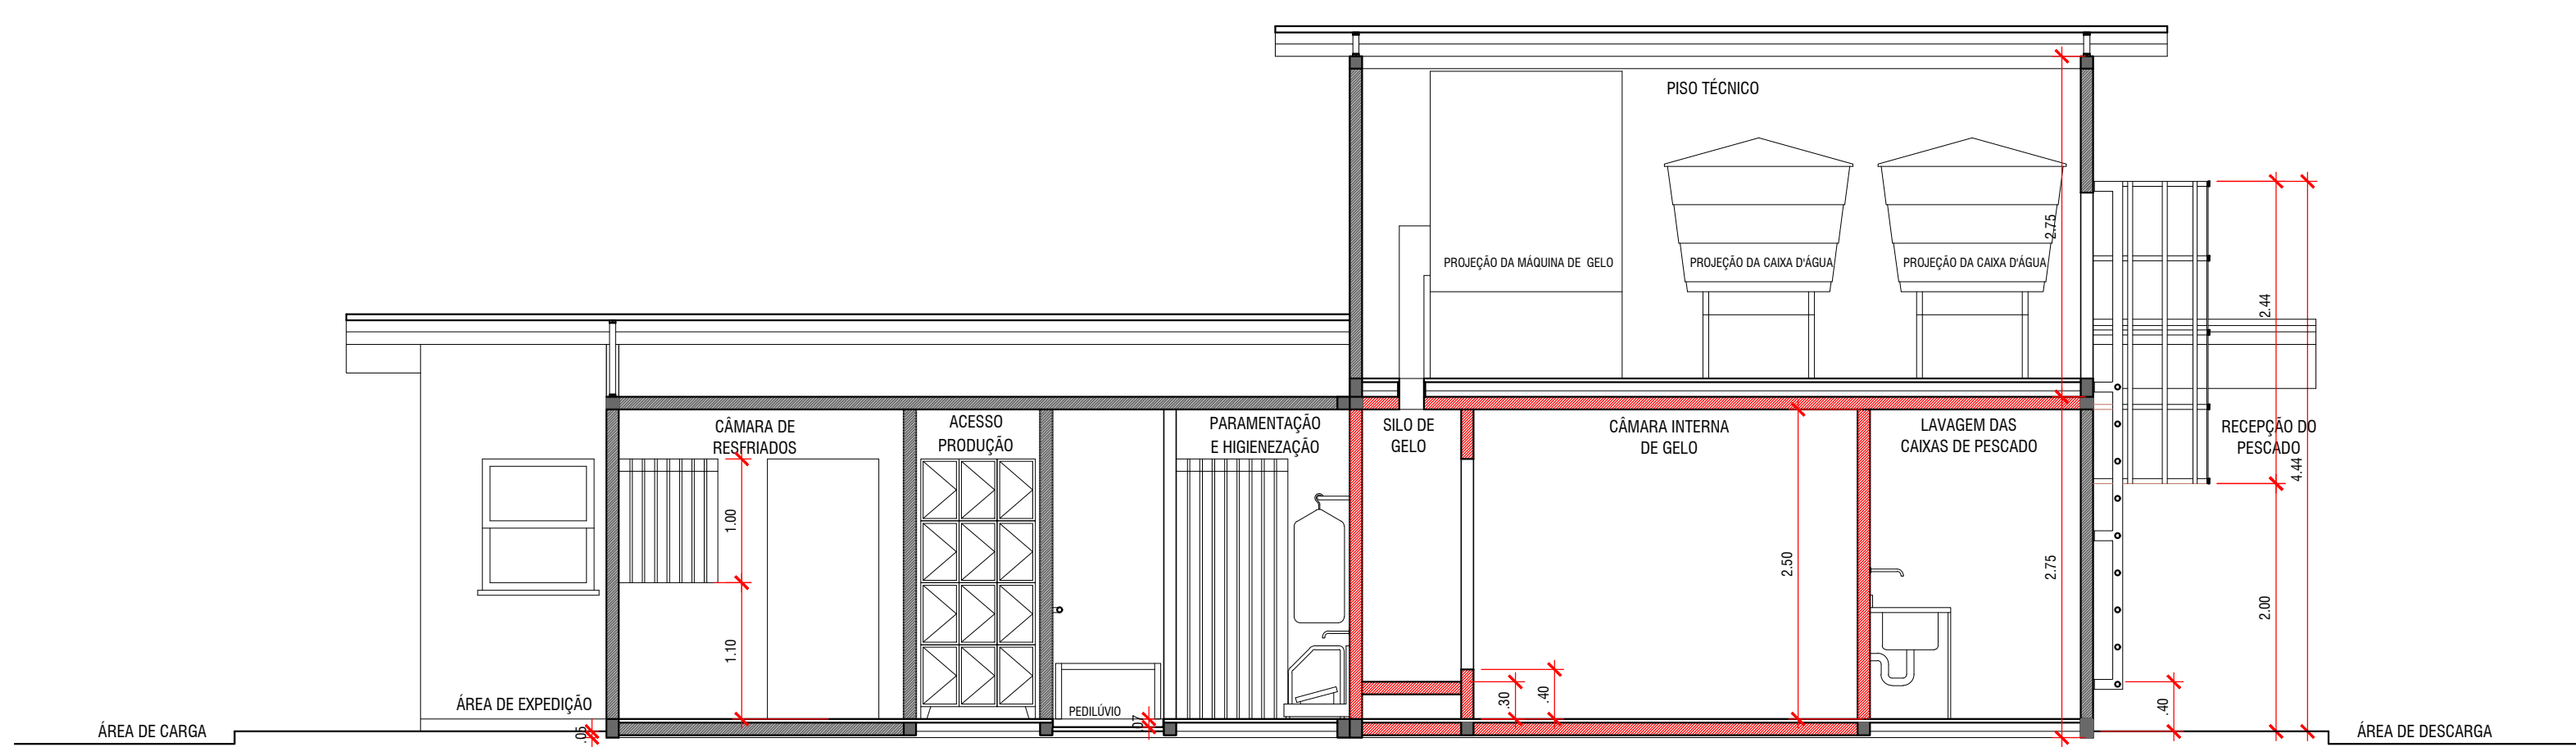 PISO TÉCNICO
2.75
PROJEÇÃO DA MÁQUINA DE GELO
PROJEÇÃO DA CAIXA D'ÁGUA
PROJEÇÃO DA CAIXA D'ÁGUA
2.44
CÂMARA DE
RESFRIADOS
ACESSO
PRODUÇÃO
PARAMENTAÇÃO
E HIGIENEZAÇÃO
SILO DE
GELO
CÂMARA INTERNA
DE GELO
LAVAGEM DAS
CAIXAS DE PESCADO
RECEPÇÃO DO
PESCADO
4.44
1.00
2.50
2.75
2.00
1.10
.30
.40
.40
ÁREA DE EXPEDIÇÃO
PEDILÚVIO
.07
.05
ÁREA DE CARGA
ÁREA DE DESCARGA